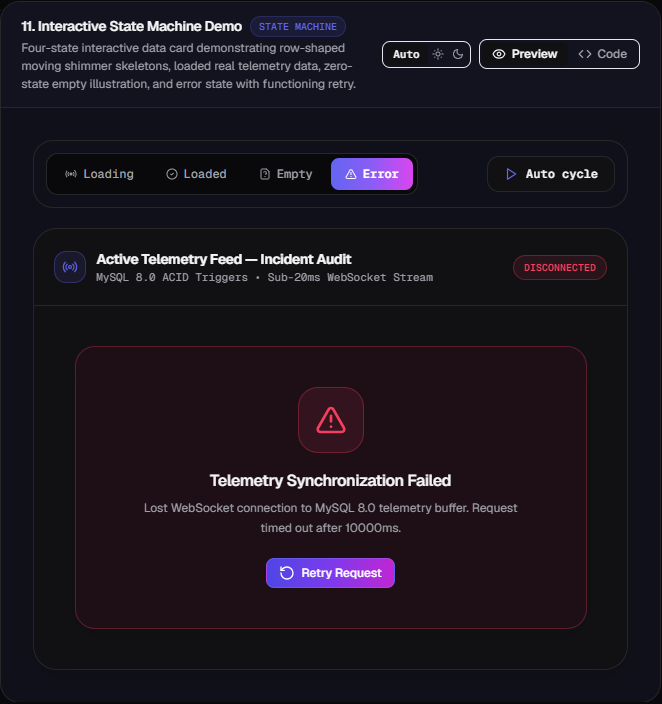 11. Interactive State Machine Demo STATE MACHINE
Four-state interactive data card demonstrating row-shaped
moving shimmer skeletons, loaded real telemetry data, zero-
state empty illustration, and error state with functioning retry.
Auto Preview Code
Loading Loaded Empty Error Auto cycle
Active Telemetry Feed — Incident Audit
MySQL 8.0 ACID Triggers • Sub-20ms WebSocket Stream
DISCONNECTED
Telemetry Synchronization Failed
Lost WebSocket connection to MySQL 8.0 telemetry buffer. Request
timed out after 10000ms.
Retry Request